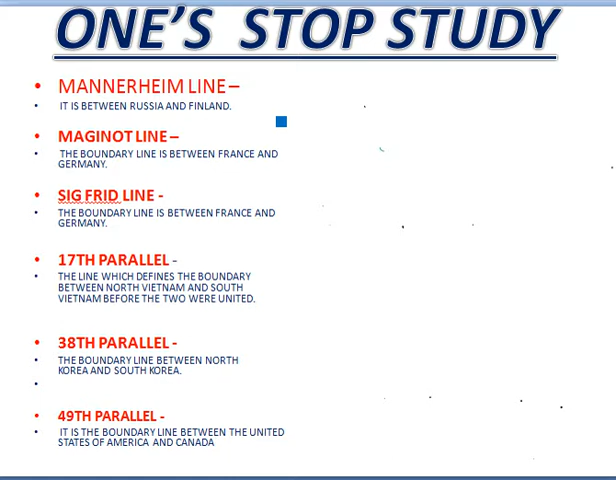 ONE'S STOP STUDY
• MANNERHEIM LINE –
• IT IS BETWEEN RUSSIA AND FINLAND.
• MAGINOT LINE –
• THE BOUNDARY LINE IS BETWEEN FRANCE AND
GERMANY.
• SIG FRID LINE -
• THE BOUNDARY LINE IS BETWEEN FRANCE AND
GERMANY.
• 17TH PARALLEL -
• THE LINE WHICH DEFINES THE BOUNDARY
BETWEEN NORTH VIETNAM AND SOUTH
VIETNAM BEFORE THE TWO WERE UNITED.
• 38TH PARALLEL -
• THE BOUNDARY LINE BETWEEN NORTH
KOREA AND SOUTH KOREA.
•
• 49TH PARALLEL -
• IT IS THE BOUNDARY LINE BETWEEN THE UNITED
STATES OF AMERICA AND CANADA